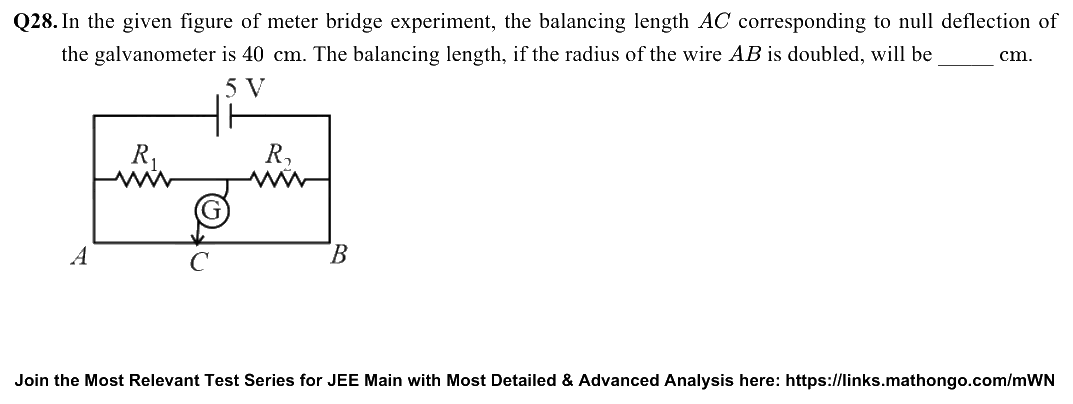 Q28. In the given figure of meter bridge experiment, the balancing length AC corresponding to null deflection of
the galvanometer is 40 cm. The balancing length, if the radius of the wire AB is doubled, will be _____ cm.
5 V
R₁ R₂
G
A C B
Join the Most Relevant Test Series for JEE Main with Most Detailed & Advanced Analysis here: https://links.mathongo.com/mWN